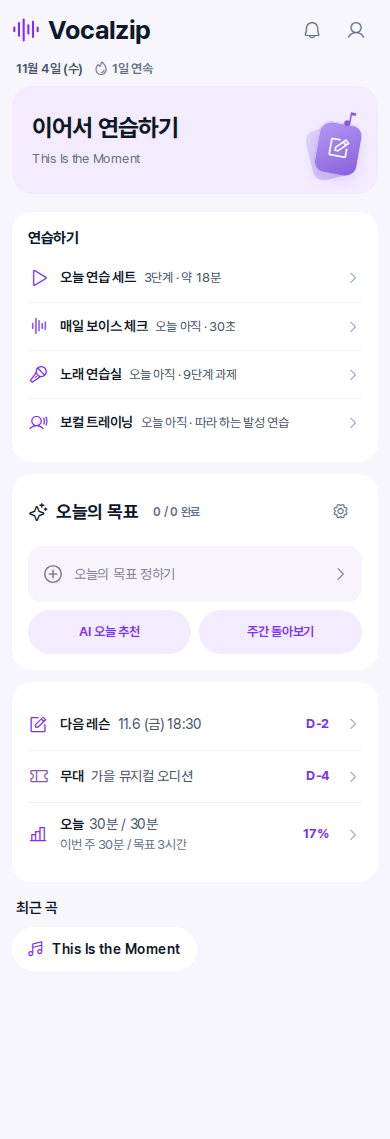 Vocalzip
11월 4일 (수) 1일 연속
이어서 연습하기
This Is the Moment
연습하기
오늘 연습 세트 3단계 · 약 18분
매일 보이스 체크 오늘 아직 · 30초
노래 연습실 오늘 아직 · 9단계 과제
보컬 트레이닝 오늘 아직 · 따라 하는 발성 연습
오늘의 목표 0 / 0 완료
오늘의 목표 정하기
AI 오늘 추천 주간 돌아보기
다음 레슨 11.6 (금) 18:30 D-2
무대 가을 뮤지컬 오디션 D-4
오늘 30분 / 30분 17%
이번 주 30분 / 목표 3시간
최근 곡
This Is the Moment